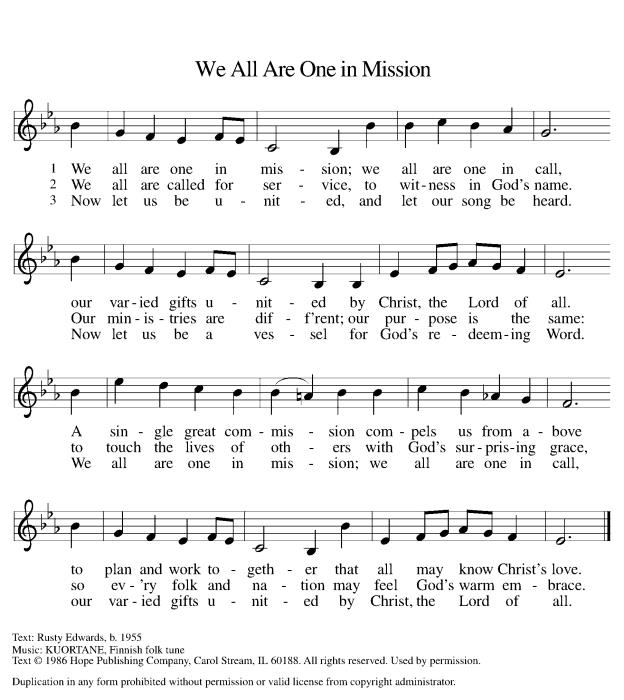 We All Are One in Mission
1 We all are one in mis - sion; we all are one in call,
2 We all are called for ser - vice, to wit - ness in God's name.
3 Now let us be u - nit - ed, and let our song be heard.
our var - ied gifts u - nit - ed by Christ, the Lord of all.
Our min - is - tries are dif - f'rent; our pur - pose is the same:
Now let us be a ves - sel for God's re - deem - ing Word.
A sin - gle great com - mis - sion com - pels us from a - bove
to touch the lives of oth - ers with God's sur - pris - ing grace,
We all are one in mis - sion; we all are one in call,
to plan and work to - geth - er that all may know Christ's love.
so ev - 'ry folk and na - tion may feel God's warm em - brace.
our var - ied gifts u - nit - ed by Christ, the Lord of all.
Text: Rusty Edwards, b. 1955
Music: KUORTANE, Finnish folk tune
Text © 1986 Hope Publishing Company, Carol Stream, IL 60188. All rights reserved. Used by permission.
Duplication in any form prohibited without permission or valid license from copyright administrator.